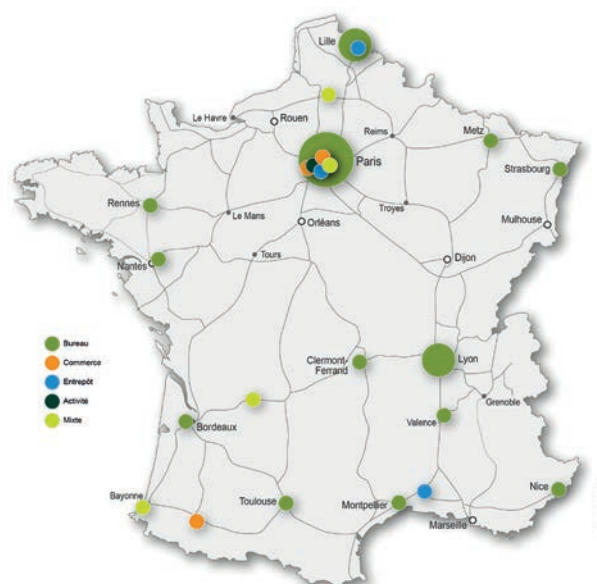 Lille
Le Havre
Rouen
Reims
Metz
Paris
Strasbourg
Rennes
Le Mans
Troyes
Orléans
Mulhouse
Nantes
Tours
Dijon
Bureau
Commerce
Entrepôt
Activité
Mixte
Clermont-
Ferrand
Lyon
Grenoble
Valence
Bordeaux
Bayonne
Toulouse
Montpellier
Nice
Marseille